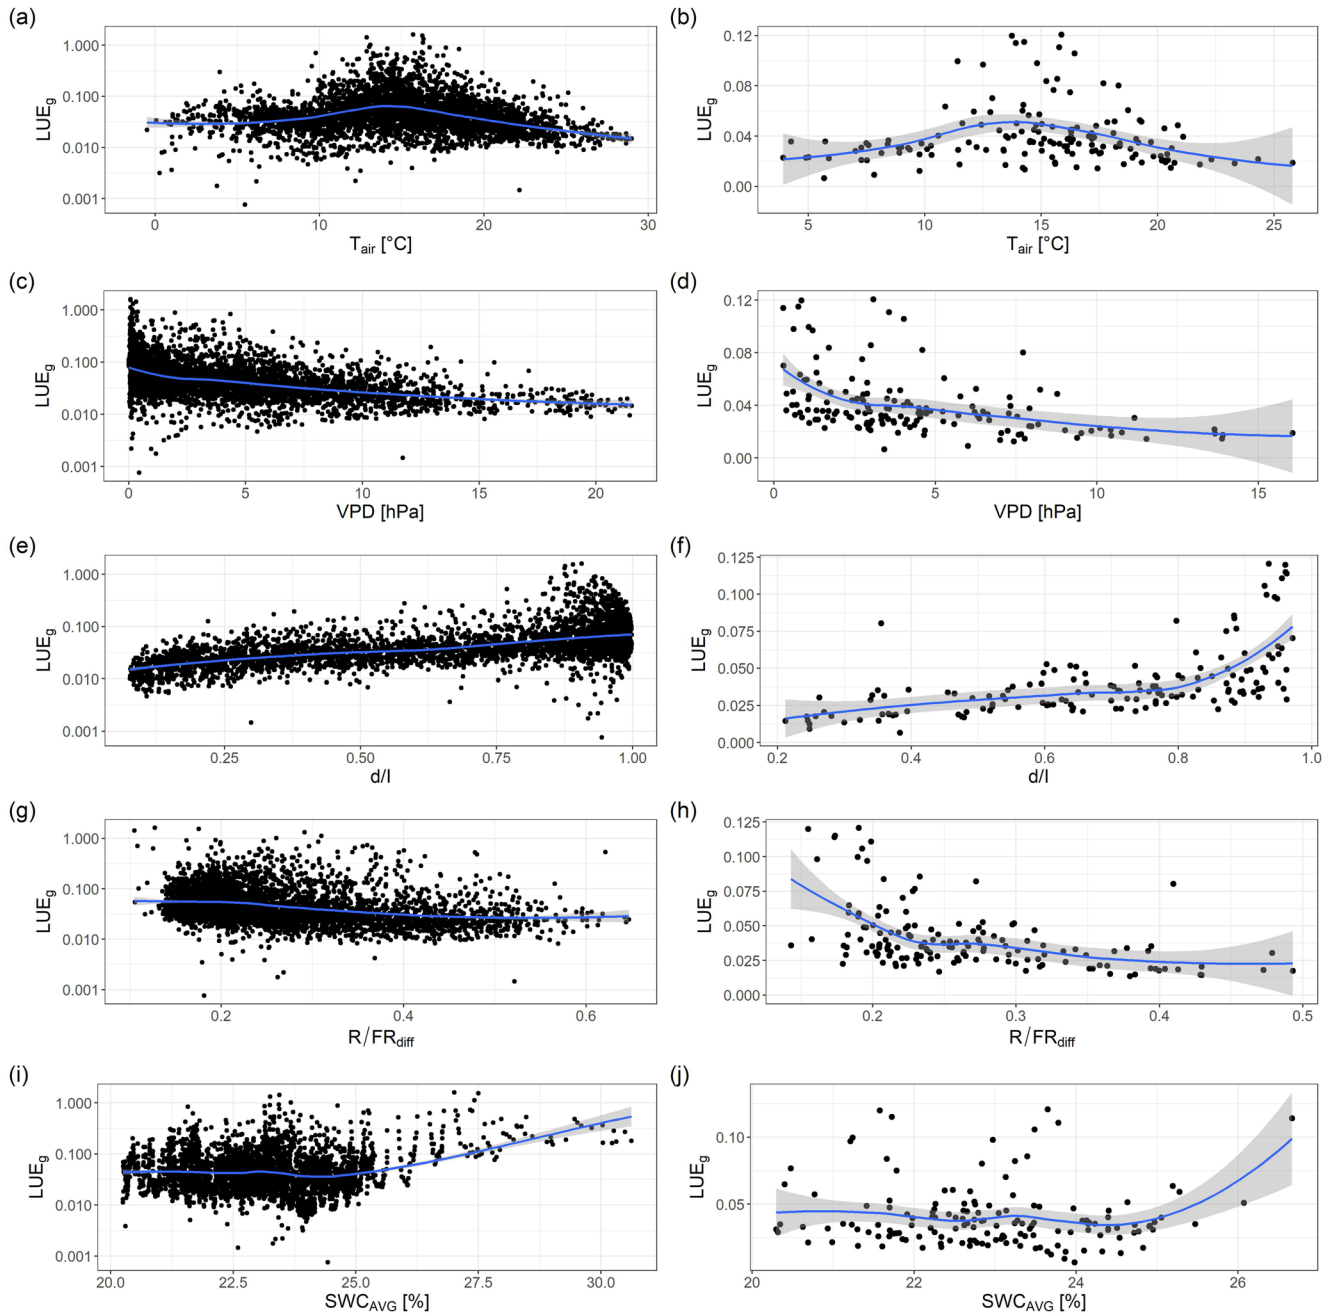 (a)
1.000
0.100
0.010
0.001
LUEg
0 10 20 30
Tair [°C]
(b)
0.12
0.08
0.04
0.00
LUEg
5 10 15 20 25
Tair [°C]
(c)
1.000
0.100
0.010
0.001
LUEg
0 5 10 15 20
VPD [hPa]
(d)
0.12
0.08
0.04
0.00
LUEg
0 5 10 15
VPD [hPa]
(e)
1.000
0.100
0.010
0.001
LUEg
0.25 0.50 0.75 1.00
d/I
(f)
0.125
0.100
0.075
0.050
0.025
0.000
LUEg
0.2 0.4 0.6 0.8 1.0
d/I
(g)
1.000
0.100
0.010
0.001
LUEg
0.2 0.4 0.6
R/FRdiff
(h)
0.125
0.100
0.075
0.050
0.025
0.000
LUEg
0.2 0.3 0.4 0.5
R/FRdiff
(i)
1.000
0.100
0.010
0.001
LUEg
20.0 22.5 25.0 27.5 30.0
SWCAVG [%]
(j)
0.10
0.05
LUEg
20 22 24 26
SWCAVG [%]